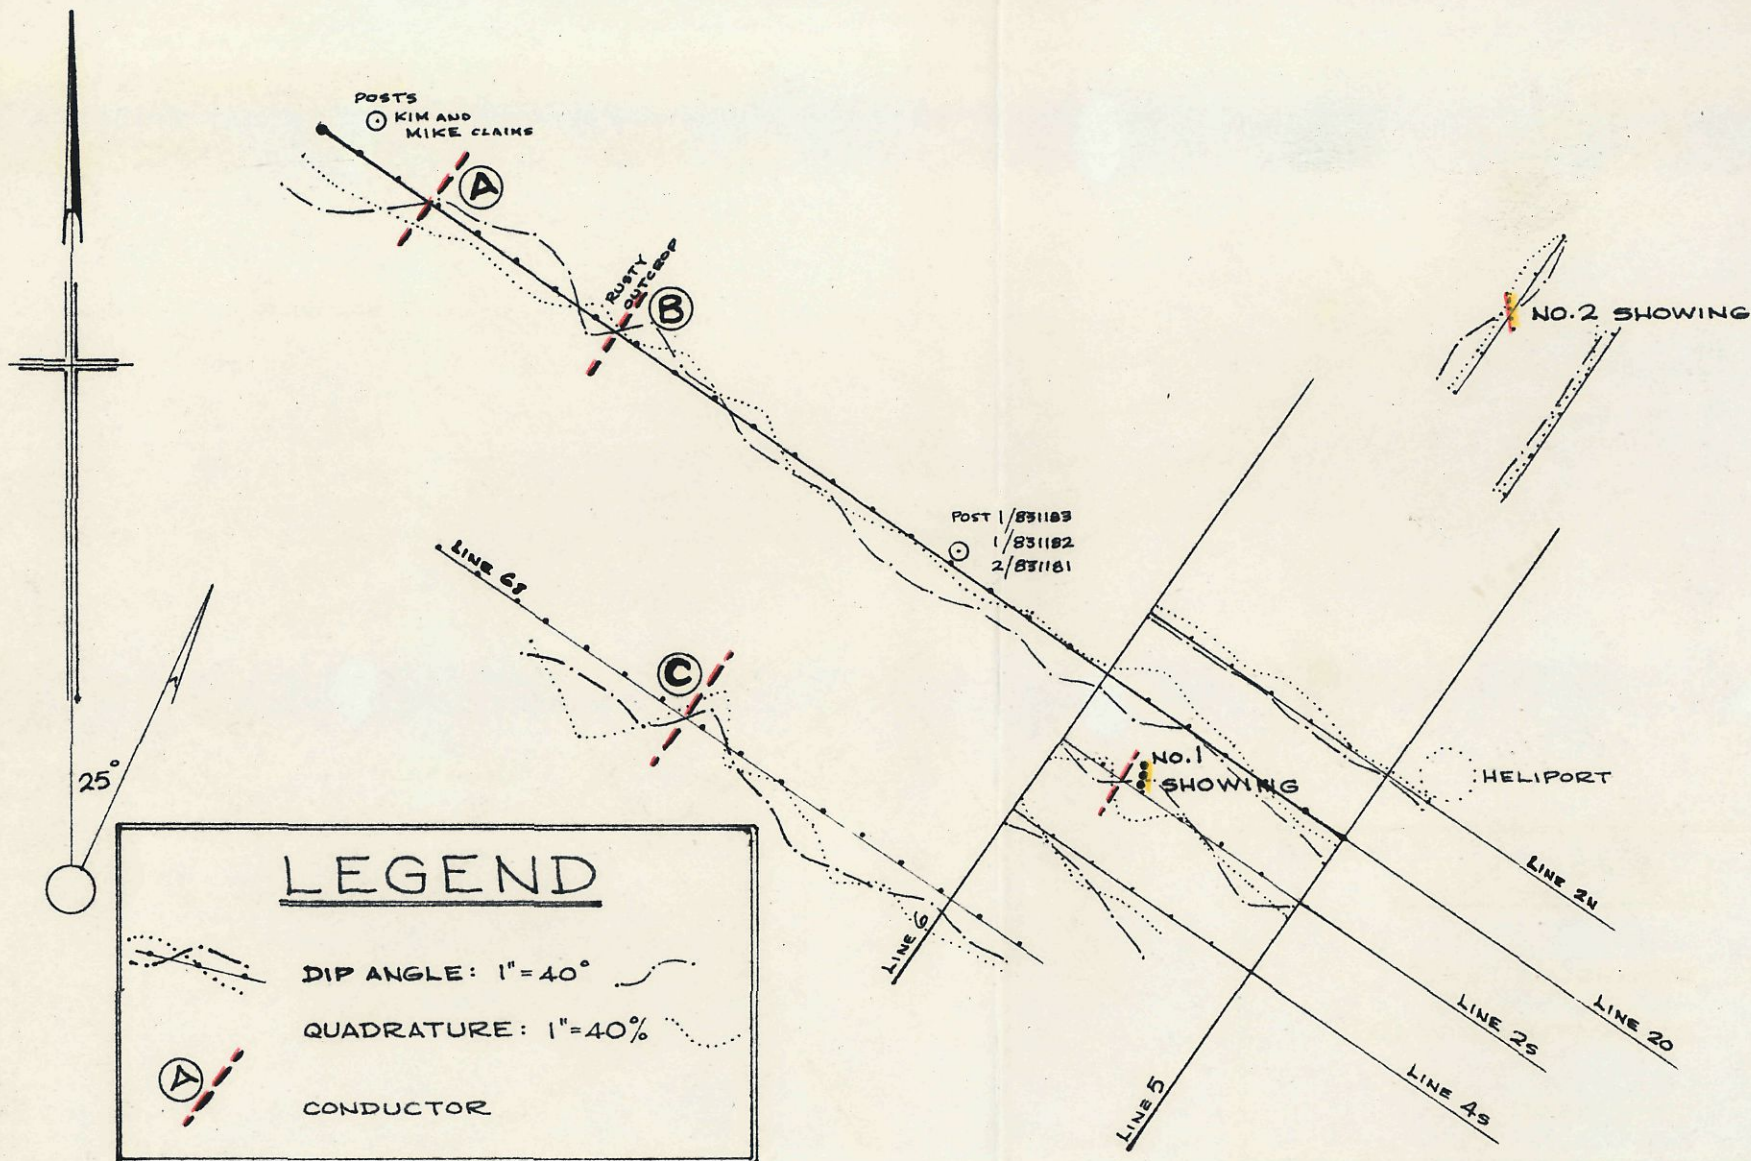 POSTS
KIM AND
MIKE CLAIMS
A
RUSTY
OUTCROP
B
NO. 2 SHOWING
POST 1/831183
1/831182
2/831181
LINE 6S
C
NO. 1
SHOWING
HELIPORT
25°
LINE 6
LINE 2N
LINE 5
LINE 2S
LINE 20
LINE 4S
LEGEND
DIP ANGLE: 1"=40°
QUADRATURE: 1"=40%
A
CONDUCTOR